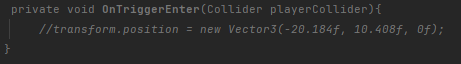 private void OnTriggerEnter(Collider playerCollider){
//transform.position = new Vector3(-20.184f, 10.408f, 0f);
}